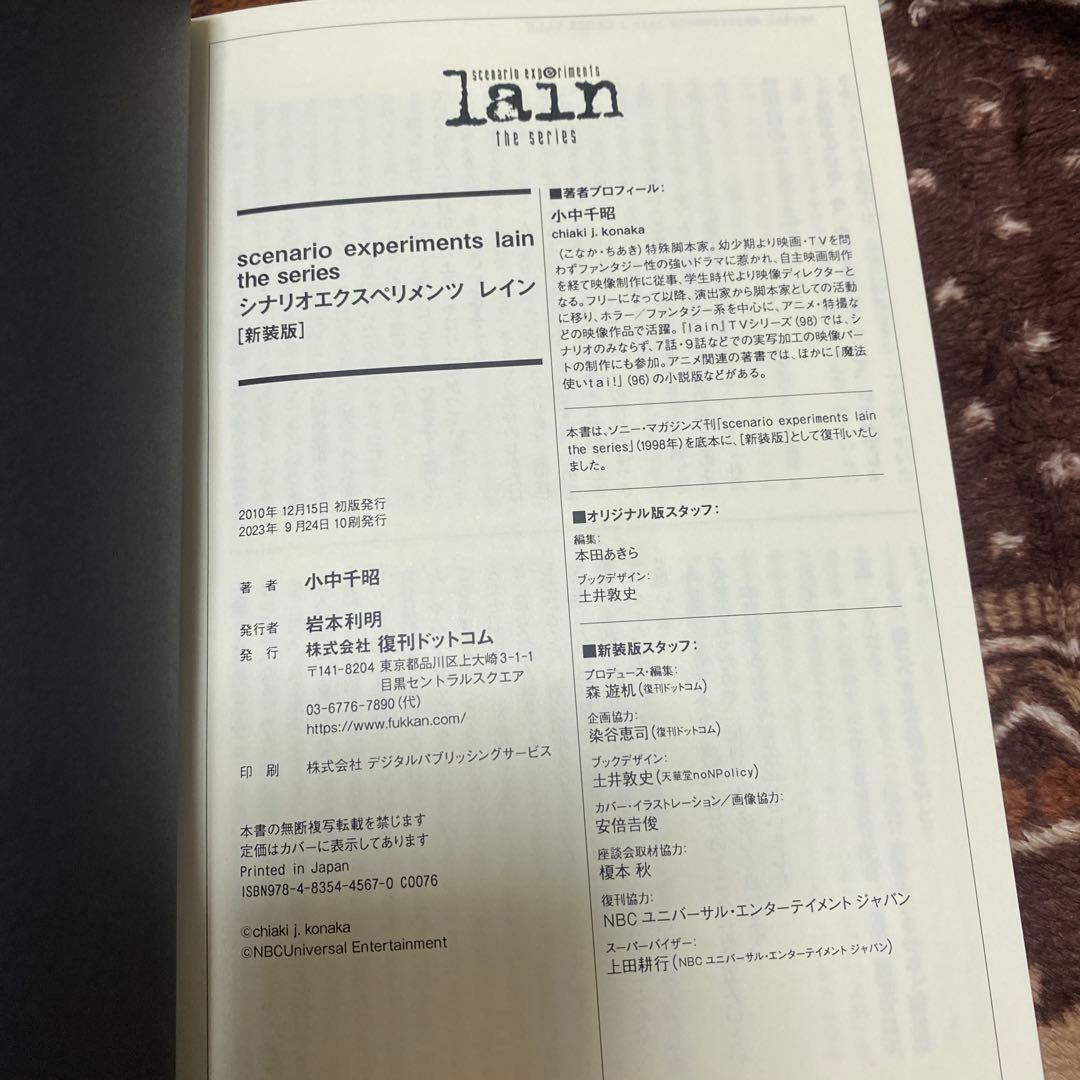 scenario experiments
lain
the series
scenario experiments lain
the series
シナリオエクスペリメンツ レイン
[新装版]
2010年12月15日 初版発行
2023年 9月24日 10刷発行
著 者 小中千昭
発行者 岩本利明
発 行 株式会社 復刊ドットコム
〒141-8204 東京都品川区上大崎3-1-1
目黒セントラルスクエア
03-6776-7890(代)
https://www.fukkan.com/
印 刷 株式会社 デジタルパブリッシングサービス
本書の無断複写転載を禁じます
定価はカバーに表示してあります
Printed in Japan
ISBN978-4-8354-4567-0 C0076
©chiaki j. konaka
©NBCUniversal Entertainment
■著者プロフィール:
小中千昭
chiaki j. konaka
(こなか・ちあき)特殊脚本家。幼少期より映画・TVを問
わずファンタジー性の強いドラマに惹かれ、自主映画制作
を経て映像制作に従事、学生時代より映像ディレクターと
なる。フリーになって以降、演出家から脚本家としての活動
に移り、ホラー/ファンタジー系を中心に、アニメ・特撮な
どの映像作品で活躍。『lain』TVシリーズ(98)では、シ
ナリオのみならず、7話・9話などでの実写加工の映像パー
トの制作にも参加。アニメ関連の著書では、ほかに「魔法
使いtai!」(96)の小説版などがある。
本書は、ソニー・マガジンズ刊「scenario experiments lain
the series」(1998年)を底本に、[新装版]として復刊いたし
ました。
■オリジナル版スタッフ:
編集:
本田あきら
ブックデザイン:
土井敦史
■新装版スタッフ:
プロデュース・編集:
森 遊机(復刊ドットコム)
企画協力:
染谷恵司(復刊ドットコム)
ブックデザイン:
土井敦史(天華堂noNPolicy)
カバー・イラストレーション/画像協力:
安倍吉俊
座談会取材協力:
榎本 秋
復刊協力:
NBC ユニバーサル・エンターテイメント ジャパン
スーパーバイザー:
上田耕行(NBC ユニバーサル・エンターテイメント ジャパン)